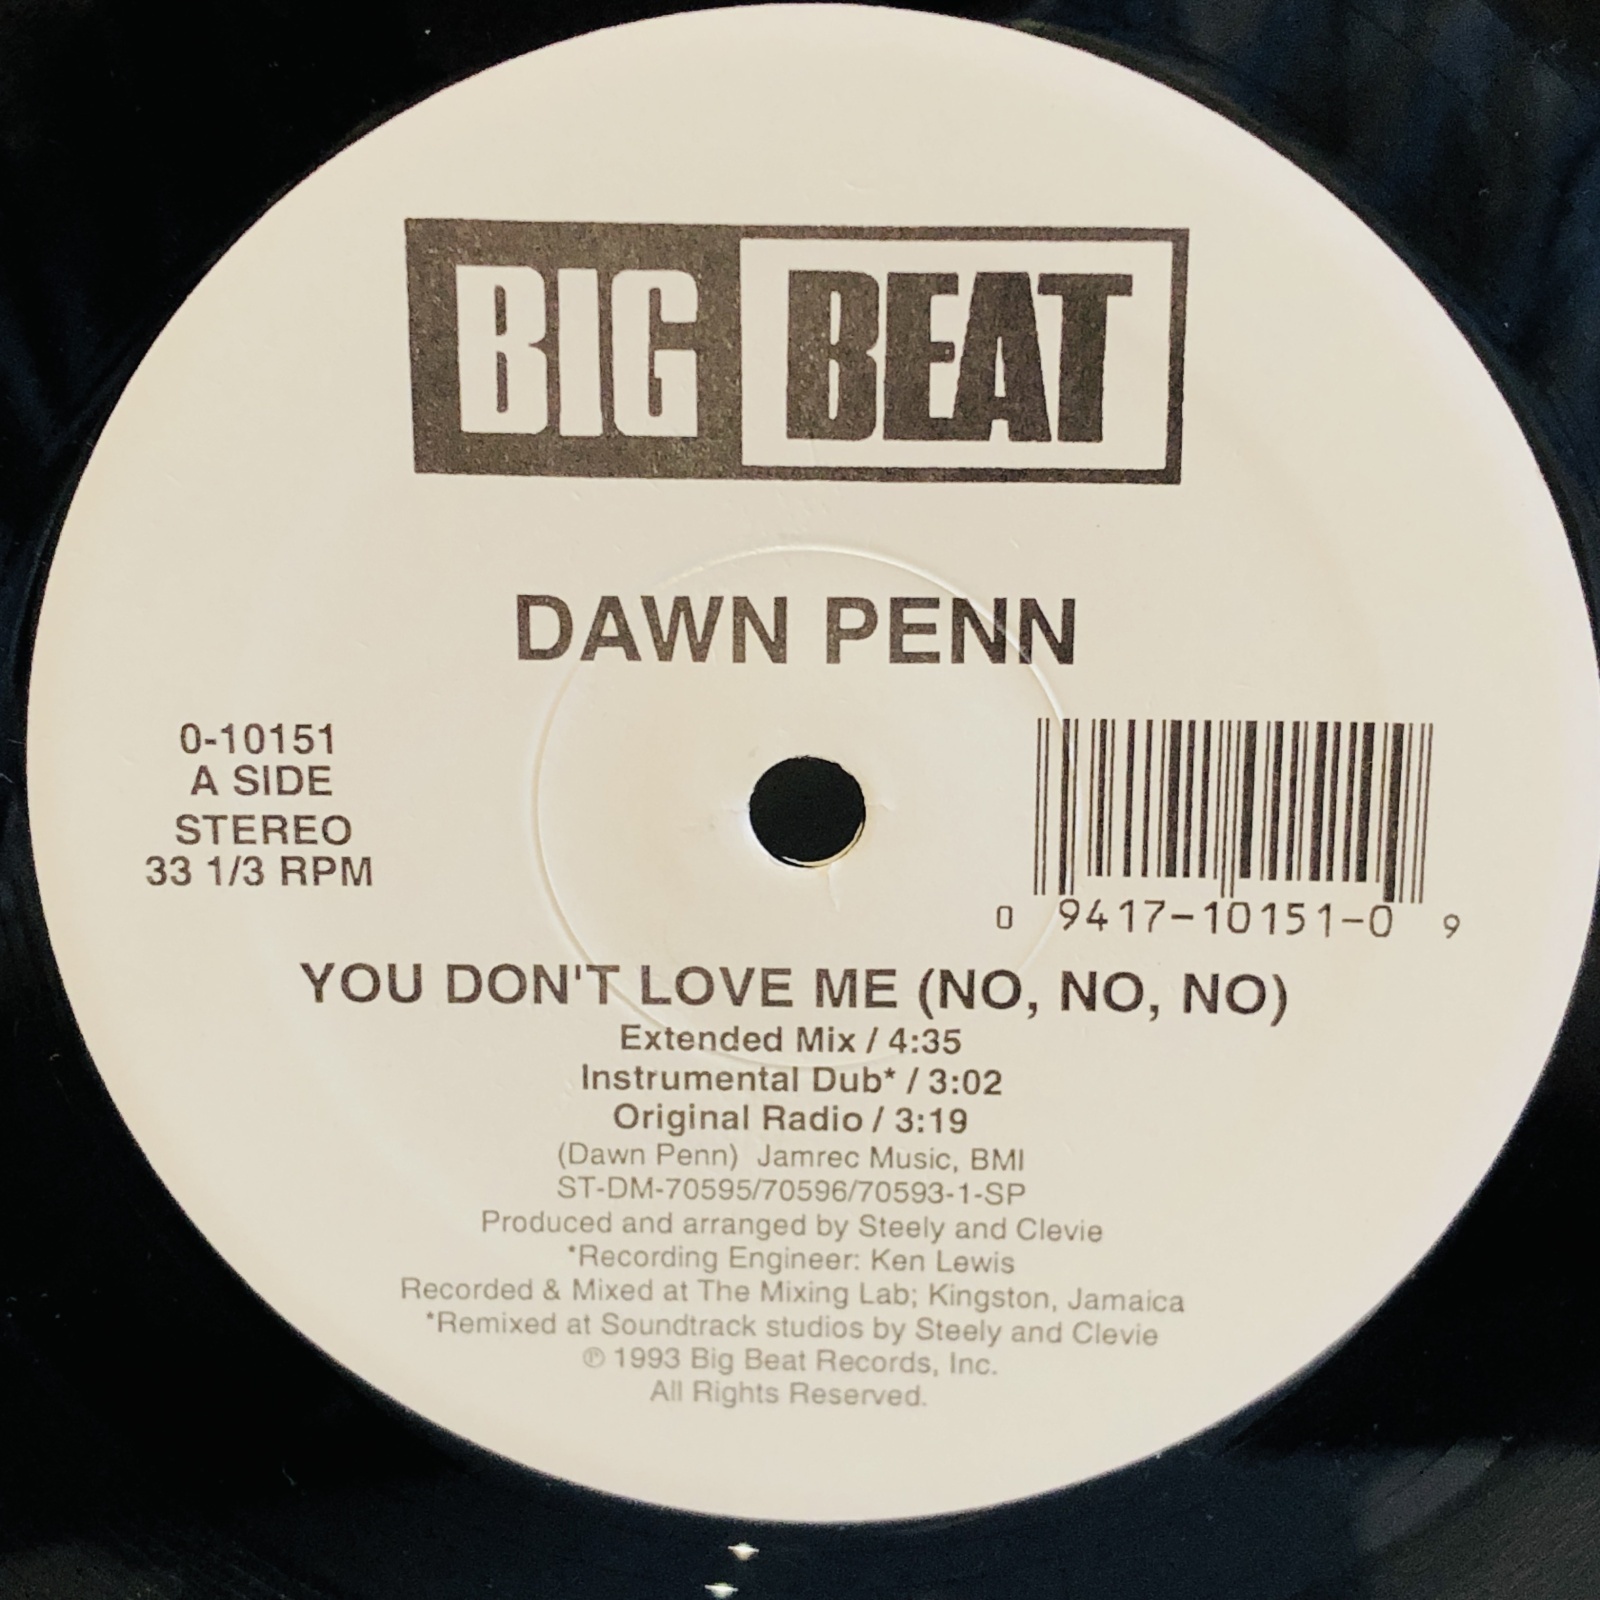 BIG BEAT
DAWN PENN
0-10151
A SIDE
STEREO
33 1/3 RPM
0 9417-10151-0 9
YOU DON'T LOVE ME (NO, NO, NO)
Extended Mix / 4:35
Instrumental Dub* / 3:02
Original Radio / 3:19
(Dawn Penn) Jamrec Music, BMI
ST-DM-70595/70596/70593-1-SP
Produced and arranged by Steely and Clevie
*Recording Engineer: Ken Lewis
Recorded & Mixed at The Mixing Lab; Kingston, Jamaica
*Remixed at Soundtrack studios by Steely and Clevie
℗ 1993 Big Beat Records, Inc.
All Rights Reserved.